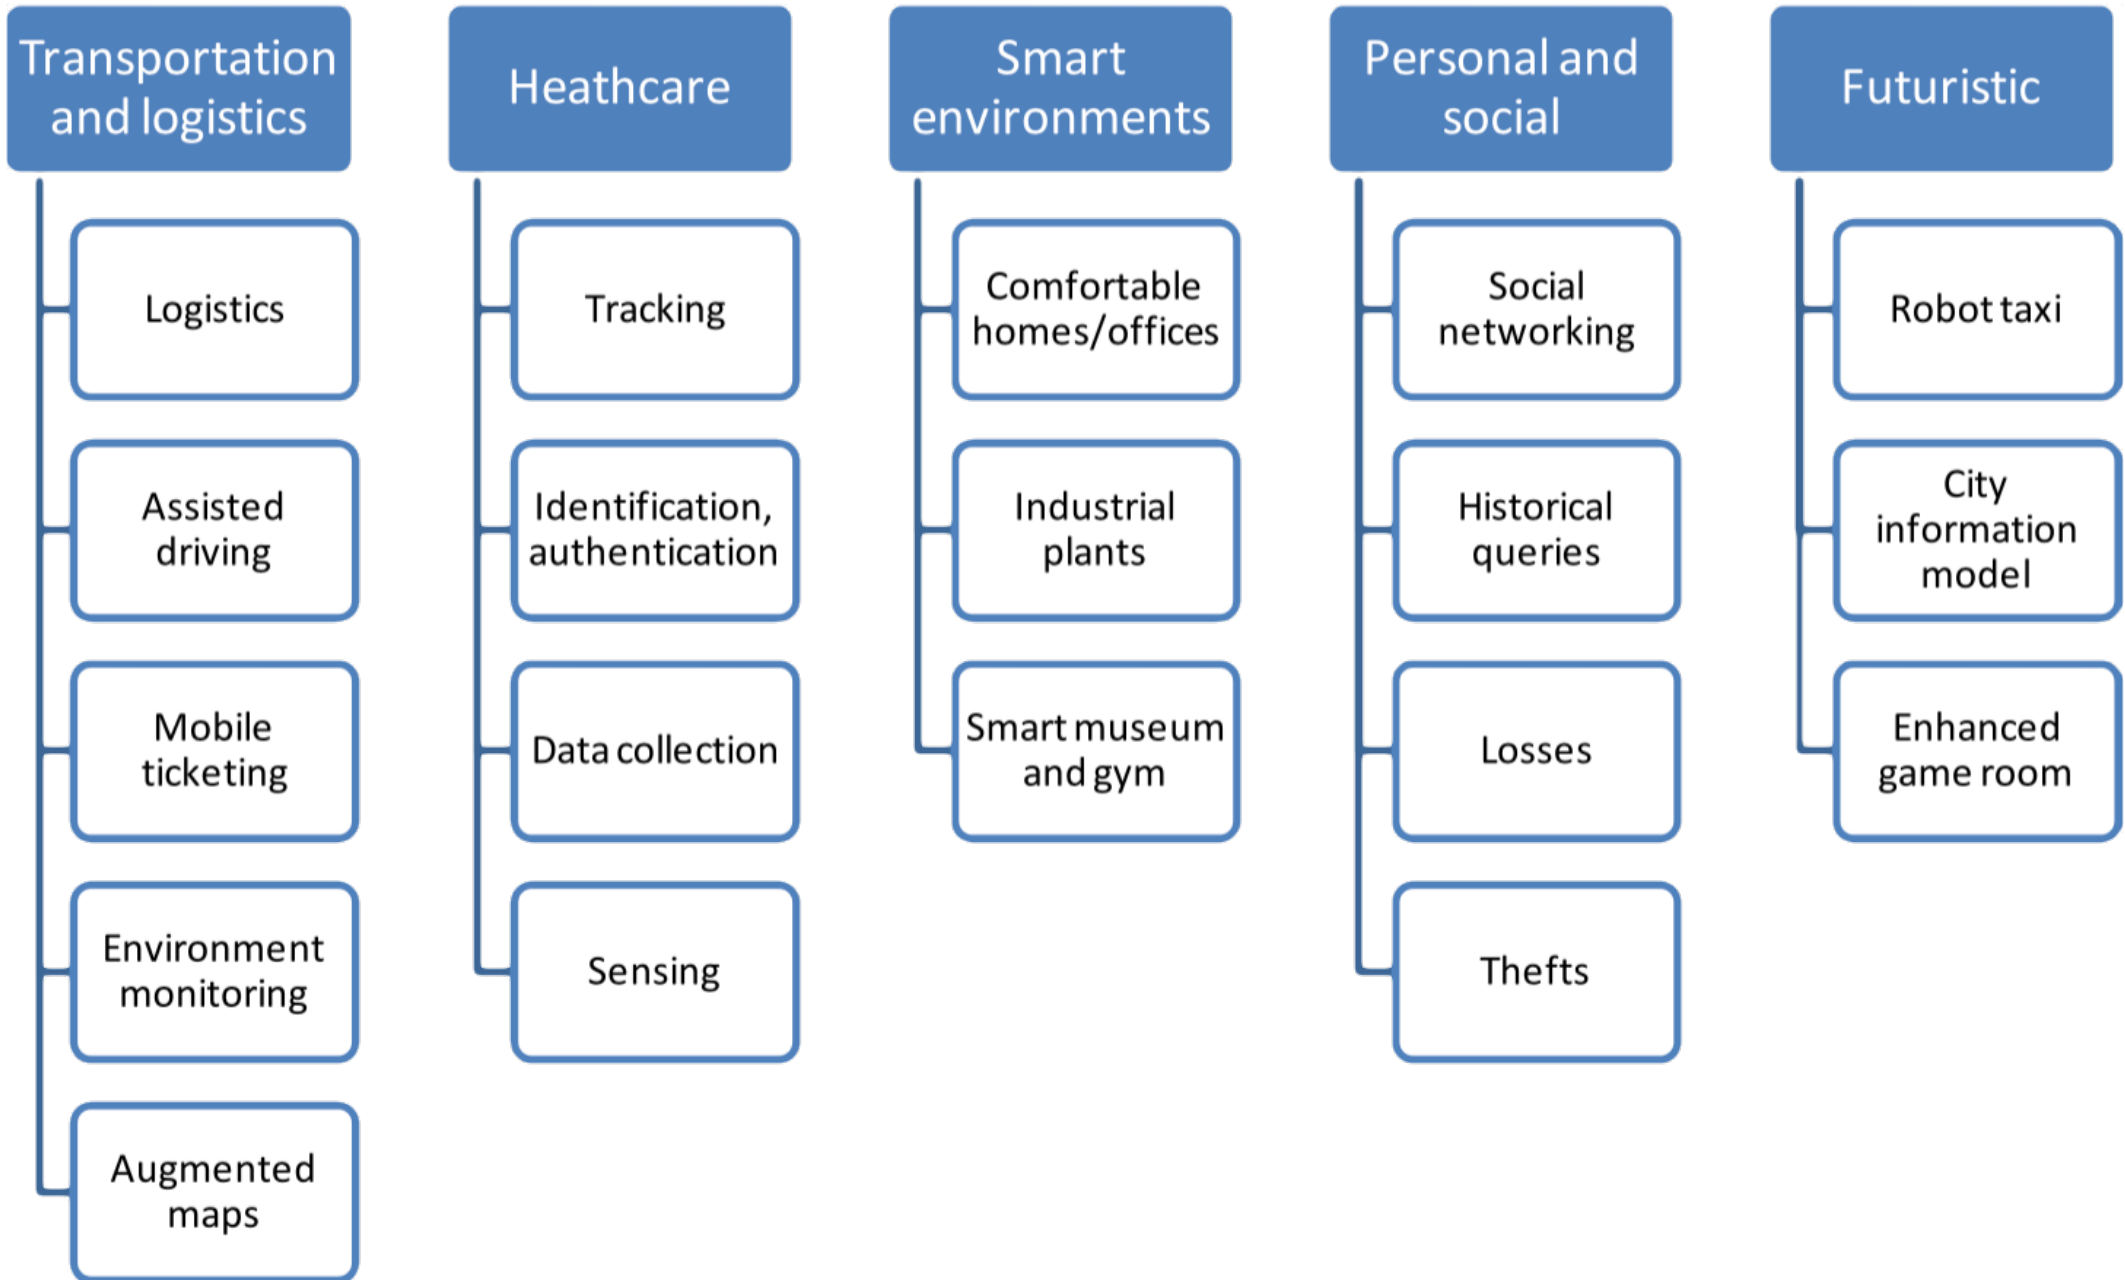 Transportation
and logistics
Logistics
Assisted
driving
Mobile
ticketing
Environment
monitoring
Augmented
maps
Heathcare
Tracking
Identification,
authentication
Data collection
Sensing
Smart
environments
Comfortable
homes/offices
Industrial
plants
Smart museum
and gym
Personal and
social
Social
networking
Historical
queries
Losses
Thefts
Futuristic
Robot taxi
City
information
model
Enhanced
game room